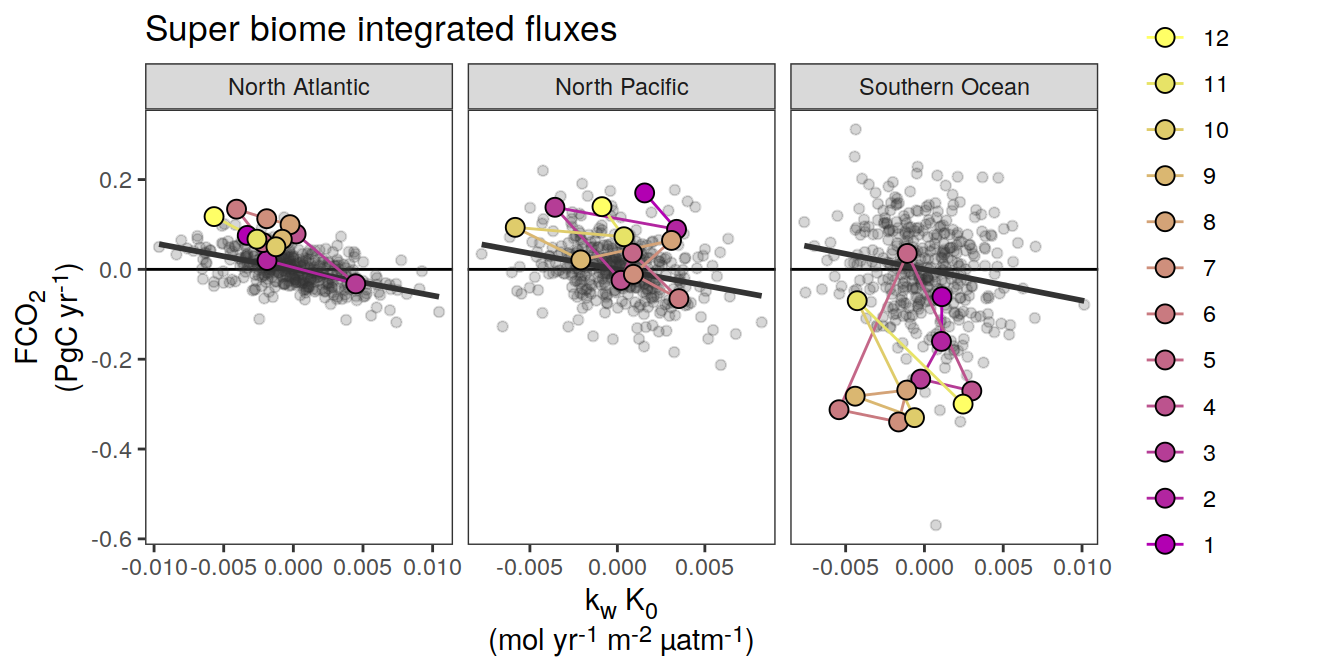 Super biome integrated fluxes
North Atlantic
North Pacific
Southern Ocean
FCO₂
(PgC yr⁻¹)
0.2
0.0
-0.2
-0.4
-0.6
-0.010 -0.005 0.000 0.005 0.010
-0.005 0.000 0.005
-0.005 0.000 0.005 0.010
k_w K₀
(mol yr⁻¹ m⁻² µatm⁻¹)
12
11
10
9
8
7
6
5
4
3
2
1